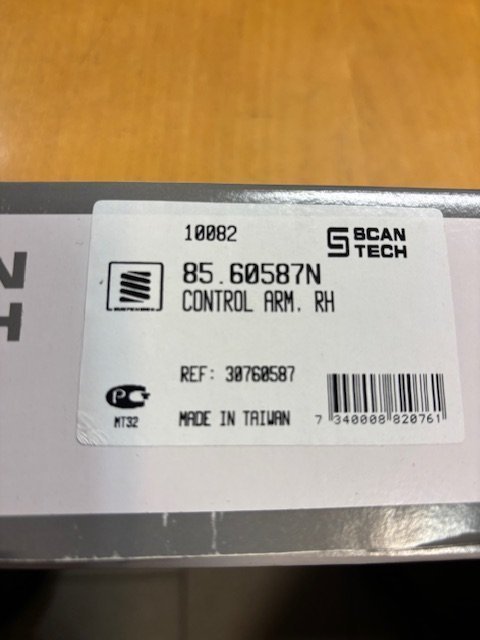 10082
SCAN
TECH
85.60587N
CONTROL ARM, RH
REF: 30760587
MT32
MADE IN TAIWAN
7 340008 820761
N
H